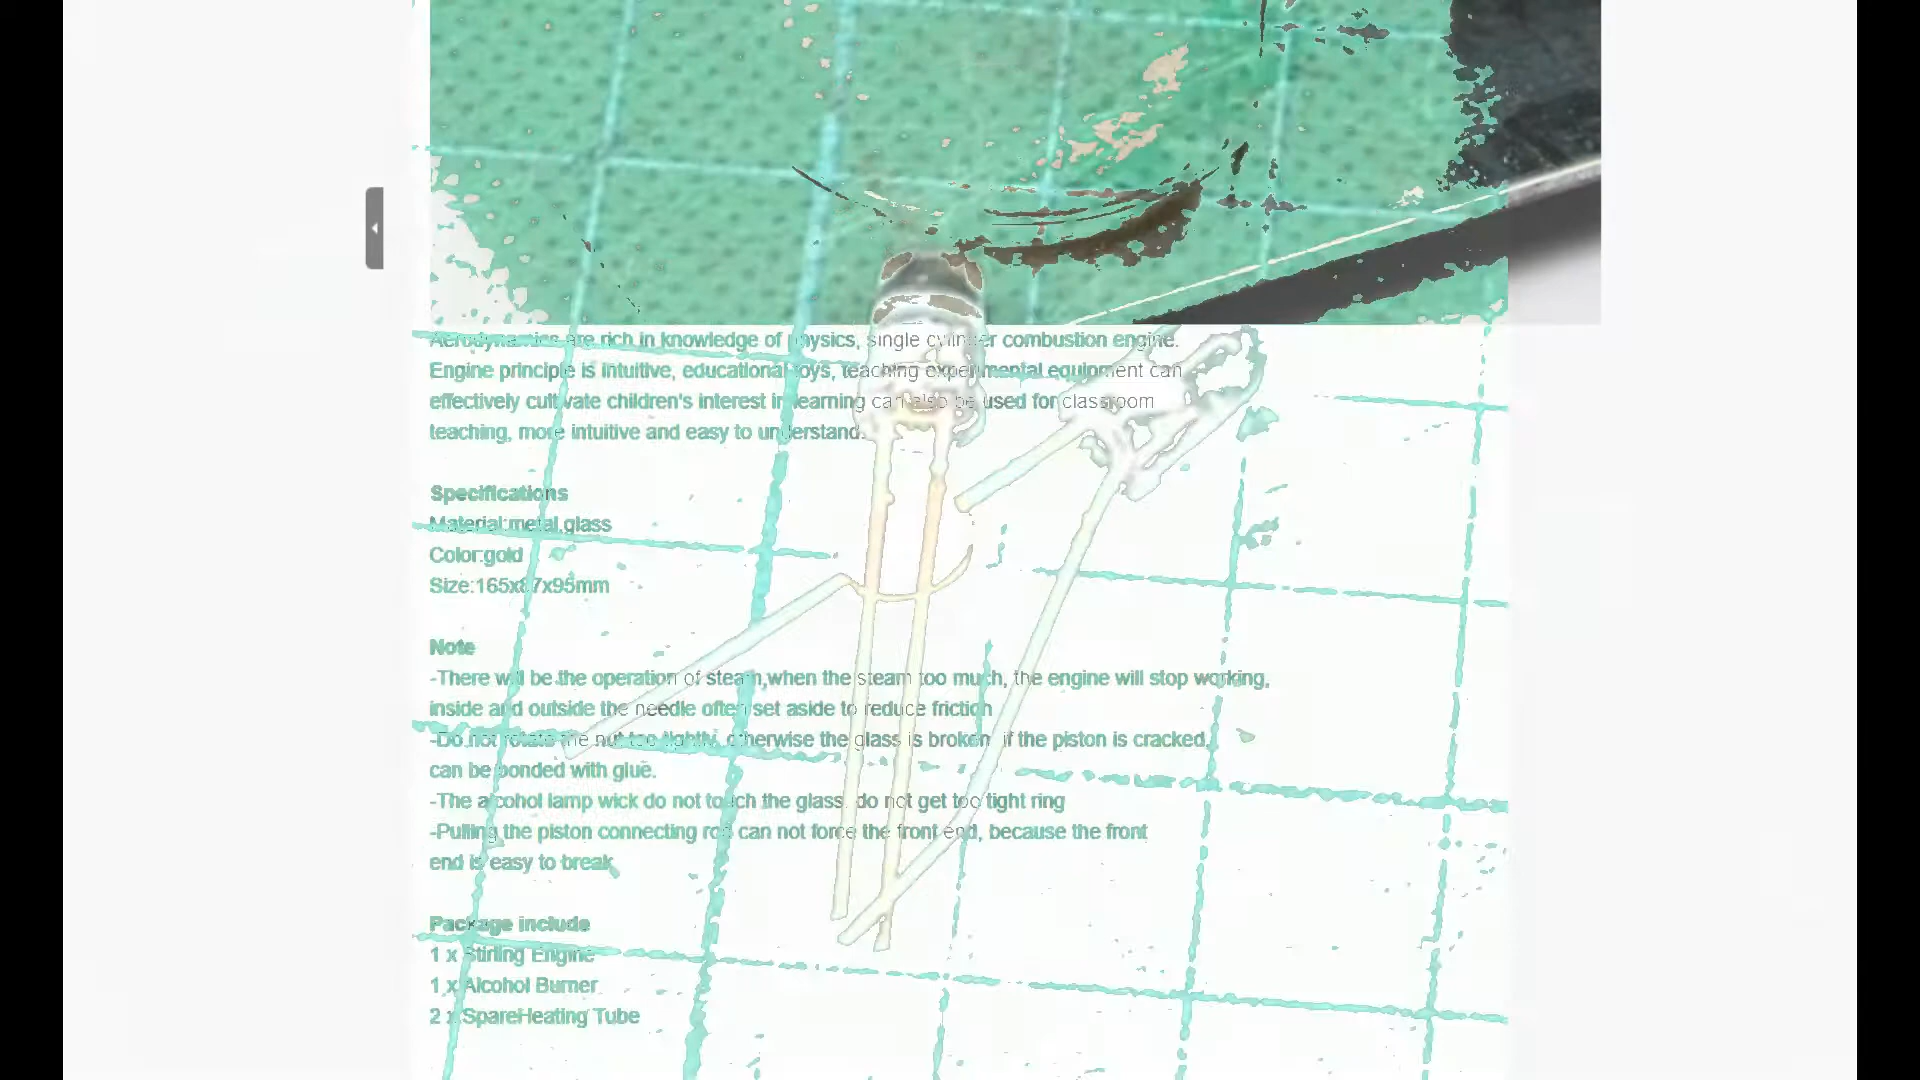 Aerodynamics are rich in knowledge of physics, single cylinder combustion engine.
Engine principle is intuitive, educational toys, teaching experimental equipment can
effectively cultivate children's interest in learning can also be used for classroom
teaching, more intuitive and easy to understand.
Specifications
Material:metal,glass
Color:gold
Size:165x87x95mm
Note
-There will be the operation of steam,when the steam too much, the engine will stop working,
inside and outside the needle often set aside to reduce friction
-Do not rotate the nut too tightly, otherwise the glass is broken, if the piston is cracked,
can be bonded with glue.
-The alcohol lamp wick do not touch the glass, do not get too tight ring
-Pulling the piston connecting rod can not force the front end, because the front
end is easy to break
Package include
1 x Stirling Engine
1 x Alcohol Burner
2 x SpareHeating Tube